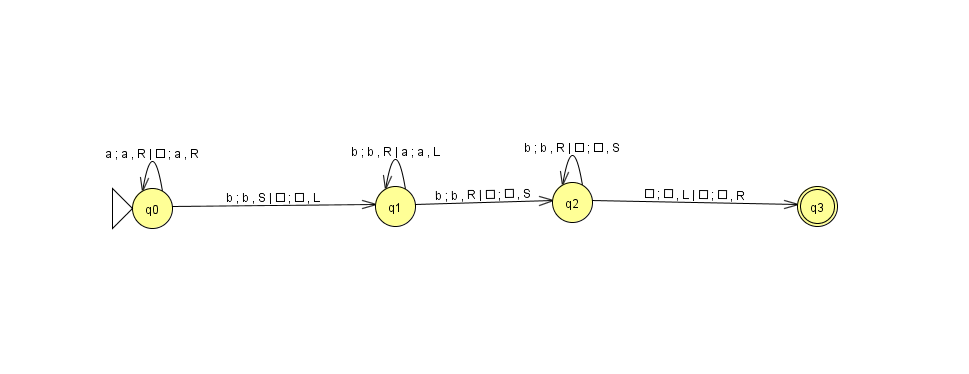 a ; a , R | □ ; a , R
b ; b , R | a ; a , L
b ; b , R | □ ; □ , S
b ; b , S | □ ; □ , L
b ; b , R | □ ; □ , S
□ ; □ , L | □ ; □ , R
q0
q1
q2
q3